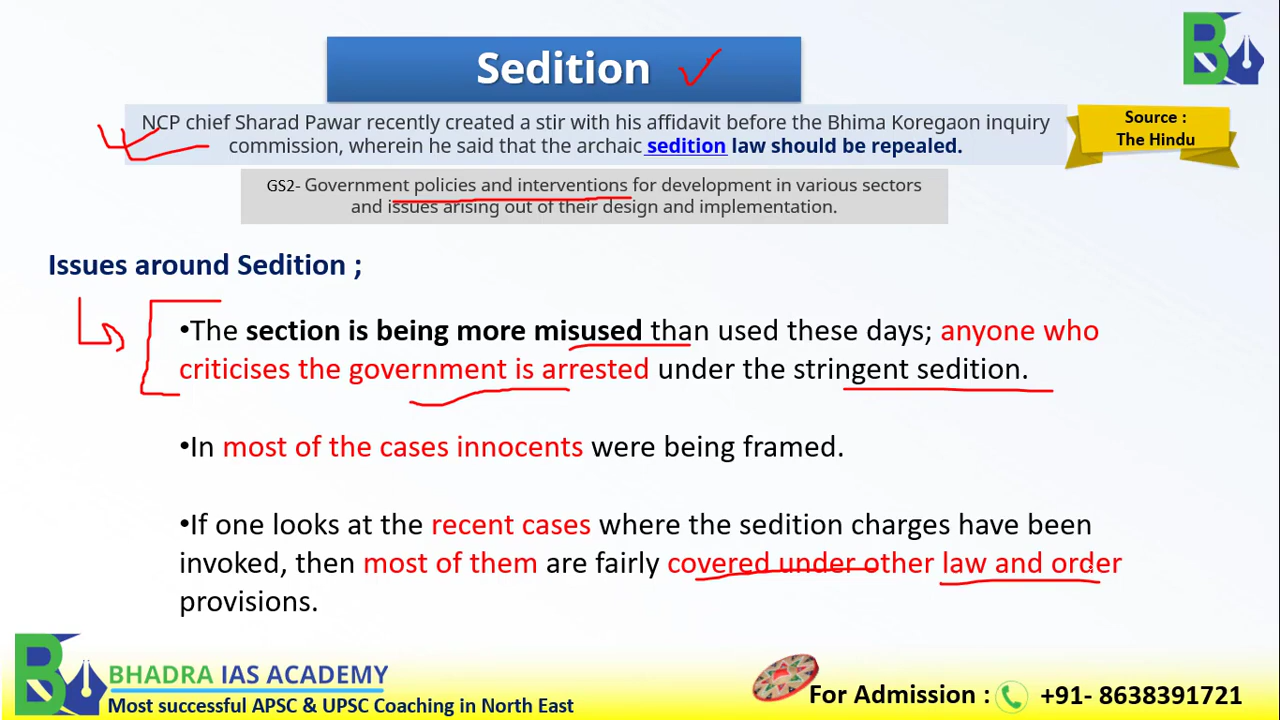 Sedition
NCP chief Sharad Pawar recently created a stir with his affidavit before the Bhima Koregaon inquiry
commission, wherein he said that the archaic sedition law should be repealed.
Source :
The Hindu
GS2- Government policies and interventions for development in various sectors
and issues arising out of their design and implementation.
Issues around Sedition ;
•The section is being more misused than used these days; anyone who
criticises the government is arrested under the stringent sedition.
•In most of the cases innocents were being framed.
•If one looks at the recent cases where the sedition charges have been
invoked, then most of them are fairly covered under other law and order
provisions.
BHADRA IAS ACADEMY
Most successful APSC & UPSC Coaching in North East
For Admission : +91- 8638391721